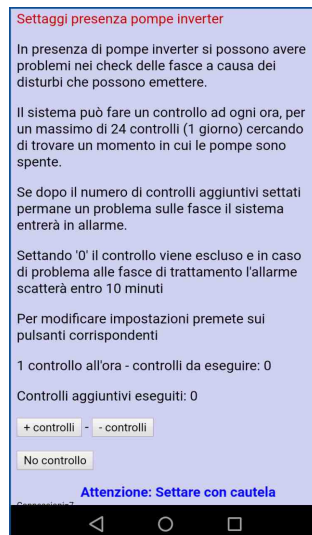 Settaggi presenza pompe inverter
In presenza di pompe inverter si possono avere
problemi nei check delle fasce a causa dei
disturbi che possono emettere.
Il sistema può fare un controllo ad ogni ora, per
un massimo di 24 controlli (1 giorno) cercando
di trovare un momento in cui le pompe sono
spente.
Se dopo il numero di controlli aggiuntivi settati
permane un problema sulle fasce il sistema
entrerà in allarme.
Settando '0' il controllo viene escluso e in caso
di problema alle fasce di trattamento l'allarme
scatterà entro 10 minuti
Per modificare impostazioni premete sui
pulsanti corrispondenti
1 controllo all'ora - controlli da eseguire: 0
Controlli aggiuntivi eseguiti: 0
+ controlli - - controlli
No controllo
Attenzione: Settare con cautela